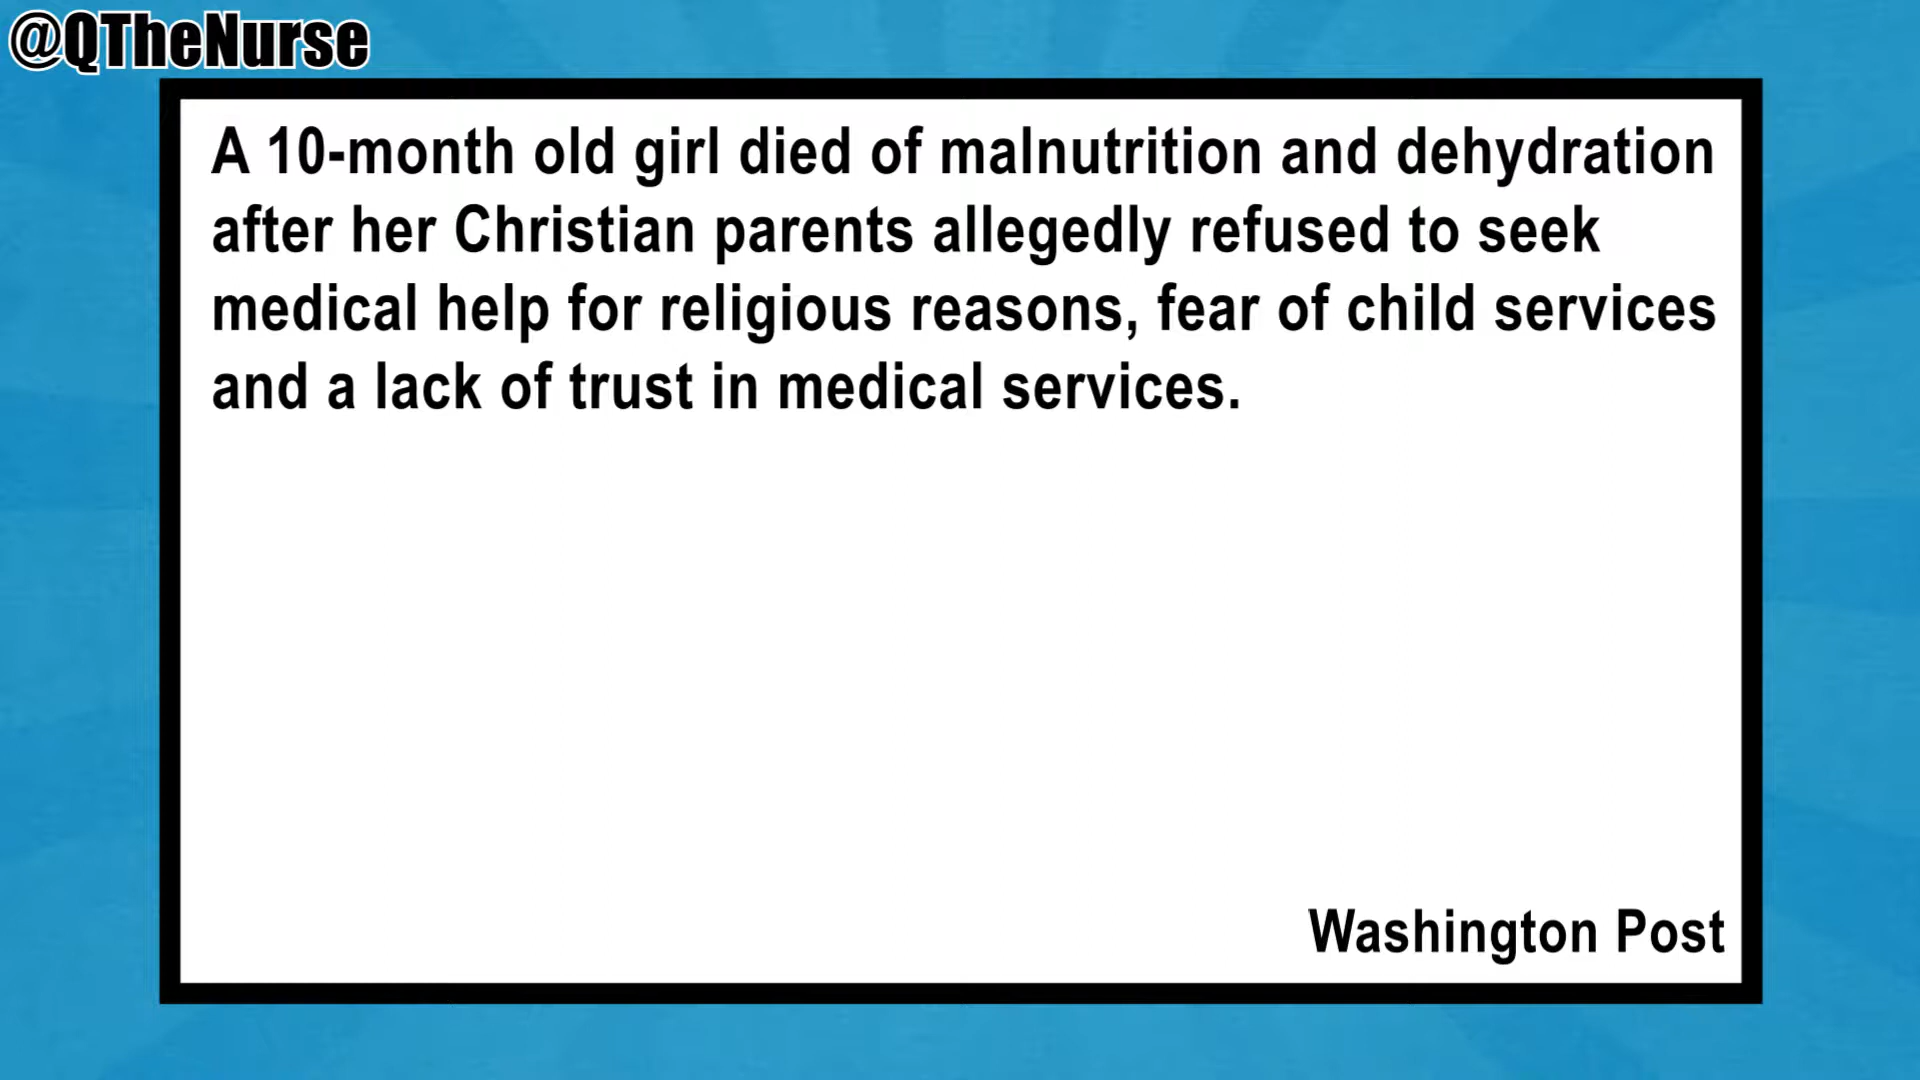 @QTheNurse
A 10-month old girl died of malnutrition and dehydration
after her Christian parents allegedly refused to seek
medical help for religious reasons, fear of child services
and a lack of trust in medical services.
Washington Post